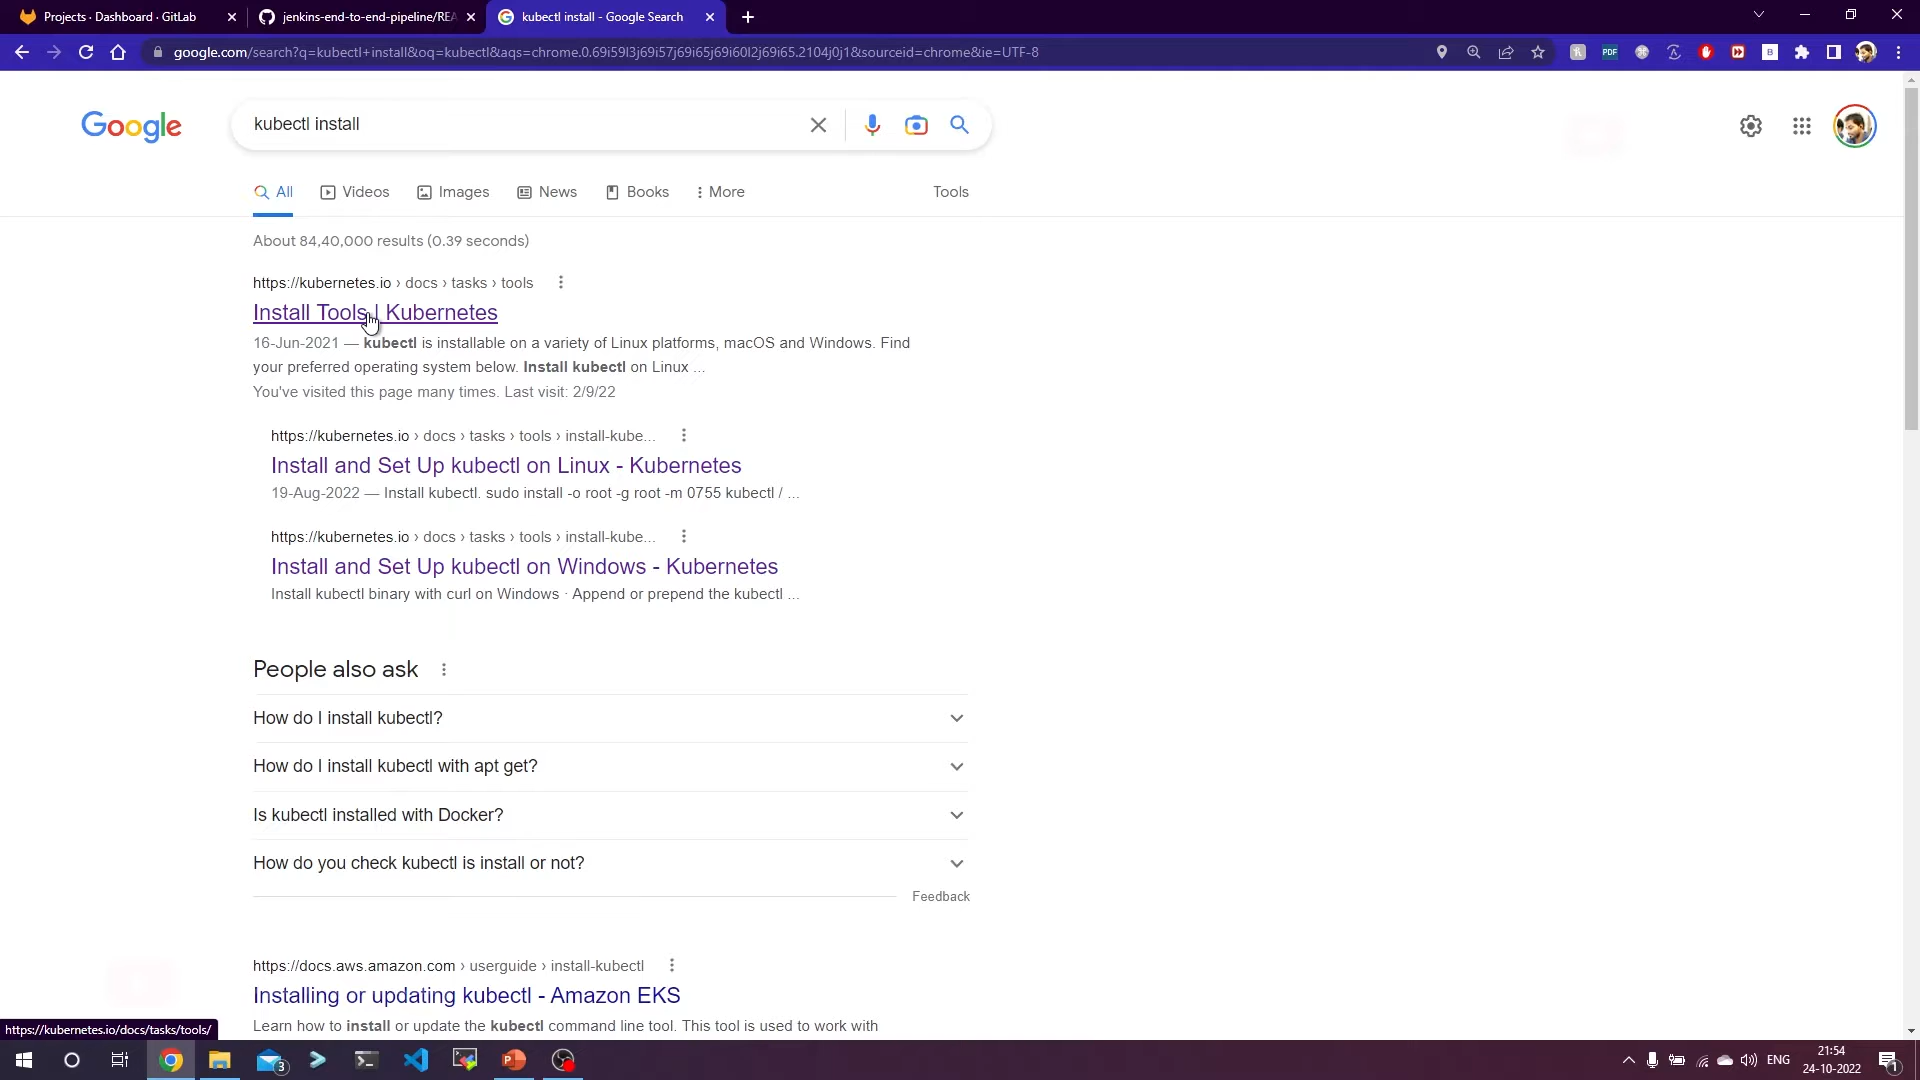 Projects · Dashboard · GitLab
jenkins-end-to-end-pipeline/REA
kubectl install - Google Search
google.com/search?q=kubectl+install&oq=kubectl&aqs=chrome.0.69i59l3j69i57j69i65j69i60l2j69i65.2104j0j1&sourceid=chrome&ie=UTF-8
PDF
Google
kubectl install
All
Videos
Images
News
Books
More
Tools
About 84,40,000 results (0.39 seconds)
https://kubernetes.io › docs › tasks › tools
Install Tools | Kubernetes
16-Jun-2021 — kubectl is installable on a variety of Linux platforms, macOS and Windows. Find
your preferred operating system below. Install kubectl on Linux ...
You've visited this page many times. Last visit: 2/9/22
https://kubernetes.io › docs › tasks › tools › install-kube...
Install and Set Up kubectl on Linux - Kubernetes
19-Aug-2022 — Install kubectl. sudo install -o root -g root -m 0755 kubectl / ...
https://kubernetes.io › docs › tasks › tools › install-kube...
Install and Set Up kubectl on Windows - Kubernetes
Install kubectl binary with curl on Windows · Append or prepend the kubectl ...
People also ask
How do I install kubectl?
How do I install kubectl with apt get?
Is kubectl installed with Docker?
How do you check kubectl is install or not?
Feedback
https://docs.aws.amazon.com › userguide › install-kubectl
Installing or updating kubectl - Amazon EKS
Learn how to install or update the kubectl command line tool. This tool is used to work with
https://kubernetes.io/docs/tasks/tools/
3
ENG
21:54
24-10-2022
1